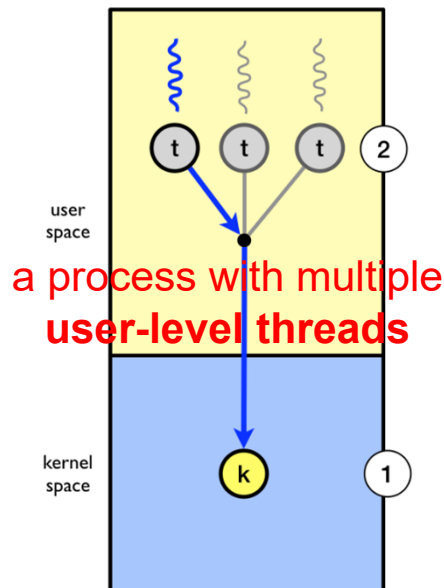 t t t 2
user
space
a process with multiple
user-level threads
kernel
space
k 1